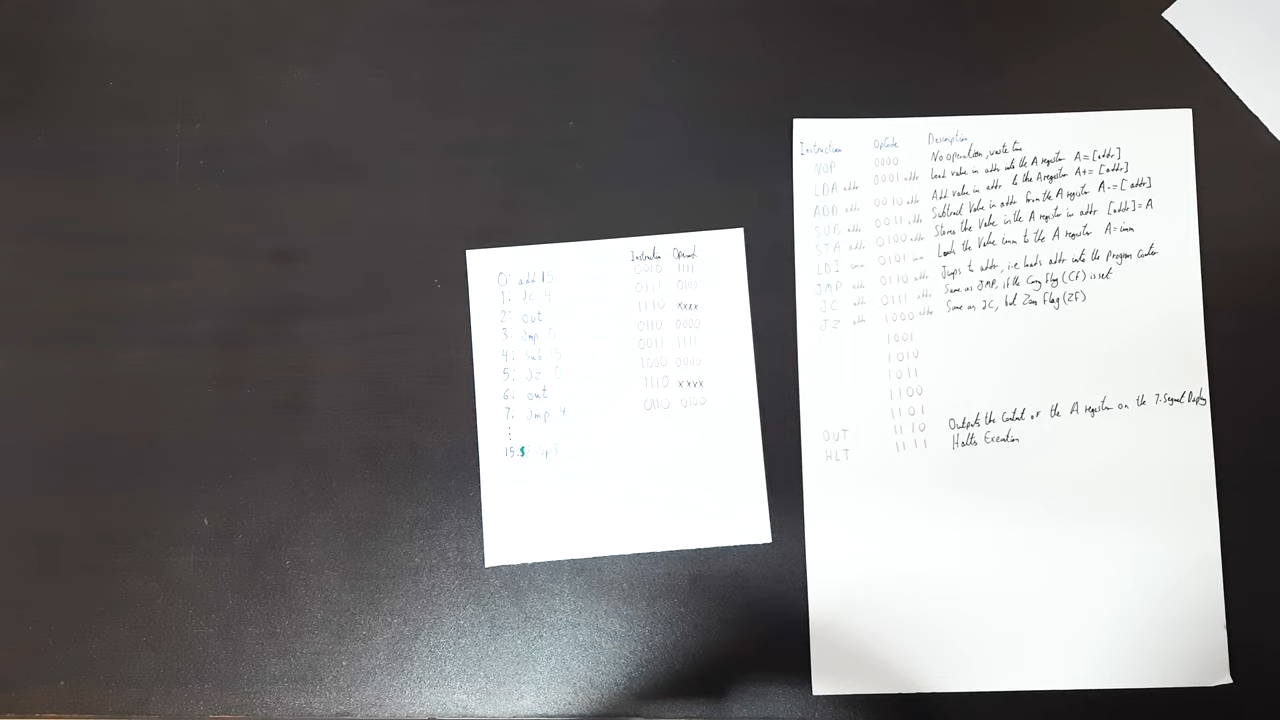 Instruction Operand
0: add 15 0010 1111
1: Jc 4 0111 0100
2: out 1110 xxxx
3: Jmp 0 0110 0000
4: sub 15 0011 1111
5: Jz 0 1000 0000
6: out 1110 xxxx
7: Jmp 4 0110 0100
⋮
15:
Instruction OpCode Description
NOP 0000 No operation, waste time
LDA addr 0001 addr Load value in addr into the A register A=[addr]
ADD addr 0010 addr Add value in addr to the A register A+=[addr]
SUB addr 0011 addr Subtract Value in addr from the A register A-=[addr]
STA addr 0100 addr Stores the Value in the A register in addr [addr]=A
LDI imm 0101 imm Loads the Value imm to the A register A=imm
JMP addr 0110 addr Jumps to addr, i.e loads addr into the Program Counter
JC addr 0111 addr Same as JMP, if the Carry Flag (CF) is set
JZ addr 1000 addr Same as JC, but Zero Flag (ZF)
1001
1010
1011
1100
1101
OUT 1110 Outputs the Content of the A register on the 7-Segment Display
HLT 1111 Halts Execution